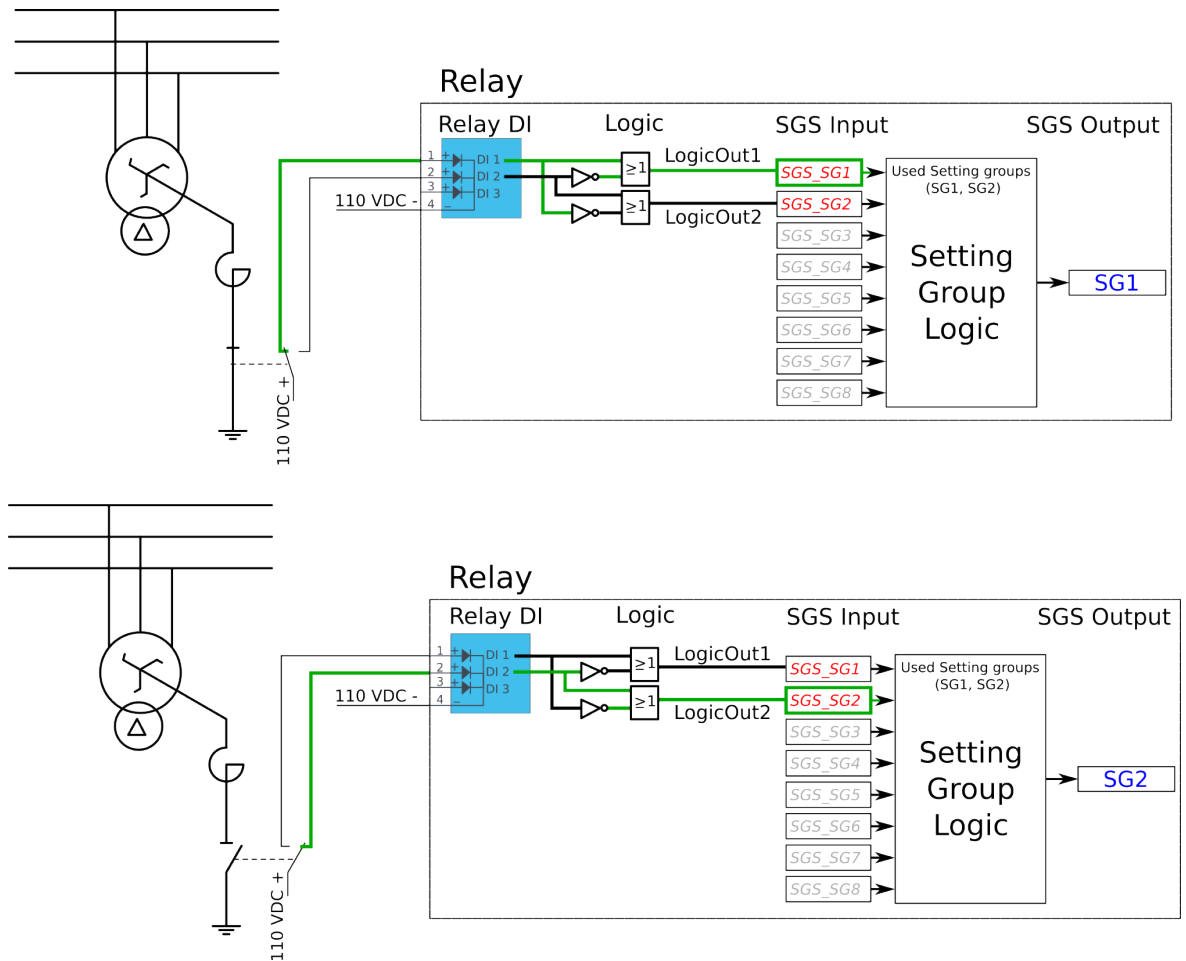 Relay
Relay DI
Logic
SGS Input
SGS Output
1 +
2 +
3 +
4 -
DI 1
DI 2
DI 3
110 VDC -
≥1
≥1
LogicOut1
LogicOut2
SGS_SG1
SGS_SG2
SGS_SG3
SGS_SG4
SGS_SG5
SGS_SG6
SGS_SG7
SGS_SG8
Used Setting groups
(SG1, SG2)
Setting
Group
Logic
SG1
110 VDC +
Relay
Relay DI
Logic
SGS Input
SGS Output
1 +
2 +
3 +
4 -
DI 1
DI 2
DI 3
110 VDC -
≥1
≥1
LogicOut1
LogicOut2
SGS_SG1
SGS_SG2
SGS_SG3
SGS_SG4
SGS_SG5
SGS_SG6
SGS_SG7
SGS_SG8
Used Setting groups
(SG1, SG2)
Setting
Group
Logic
SG2
110 VDC +